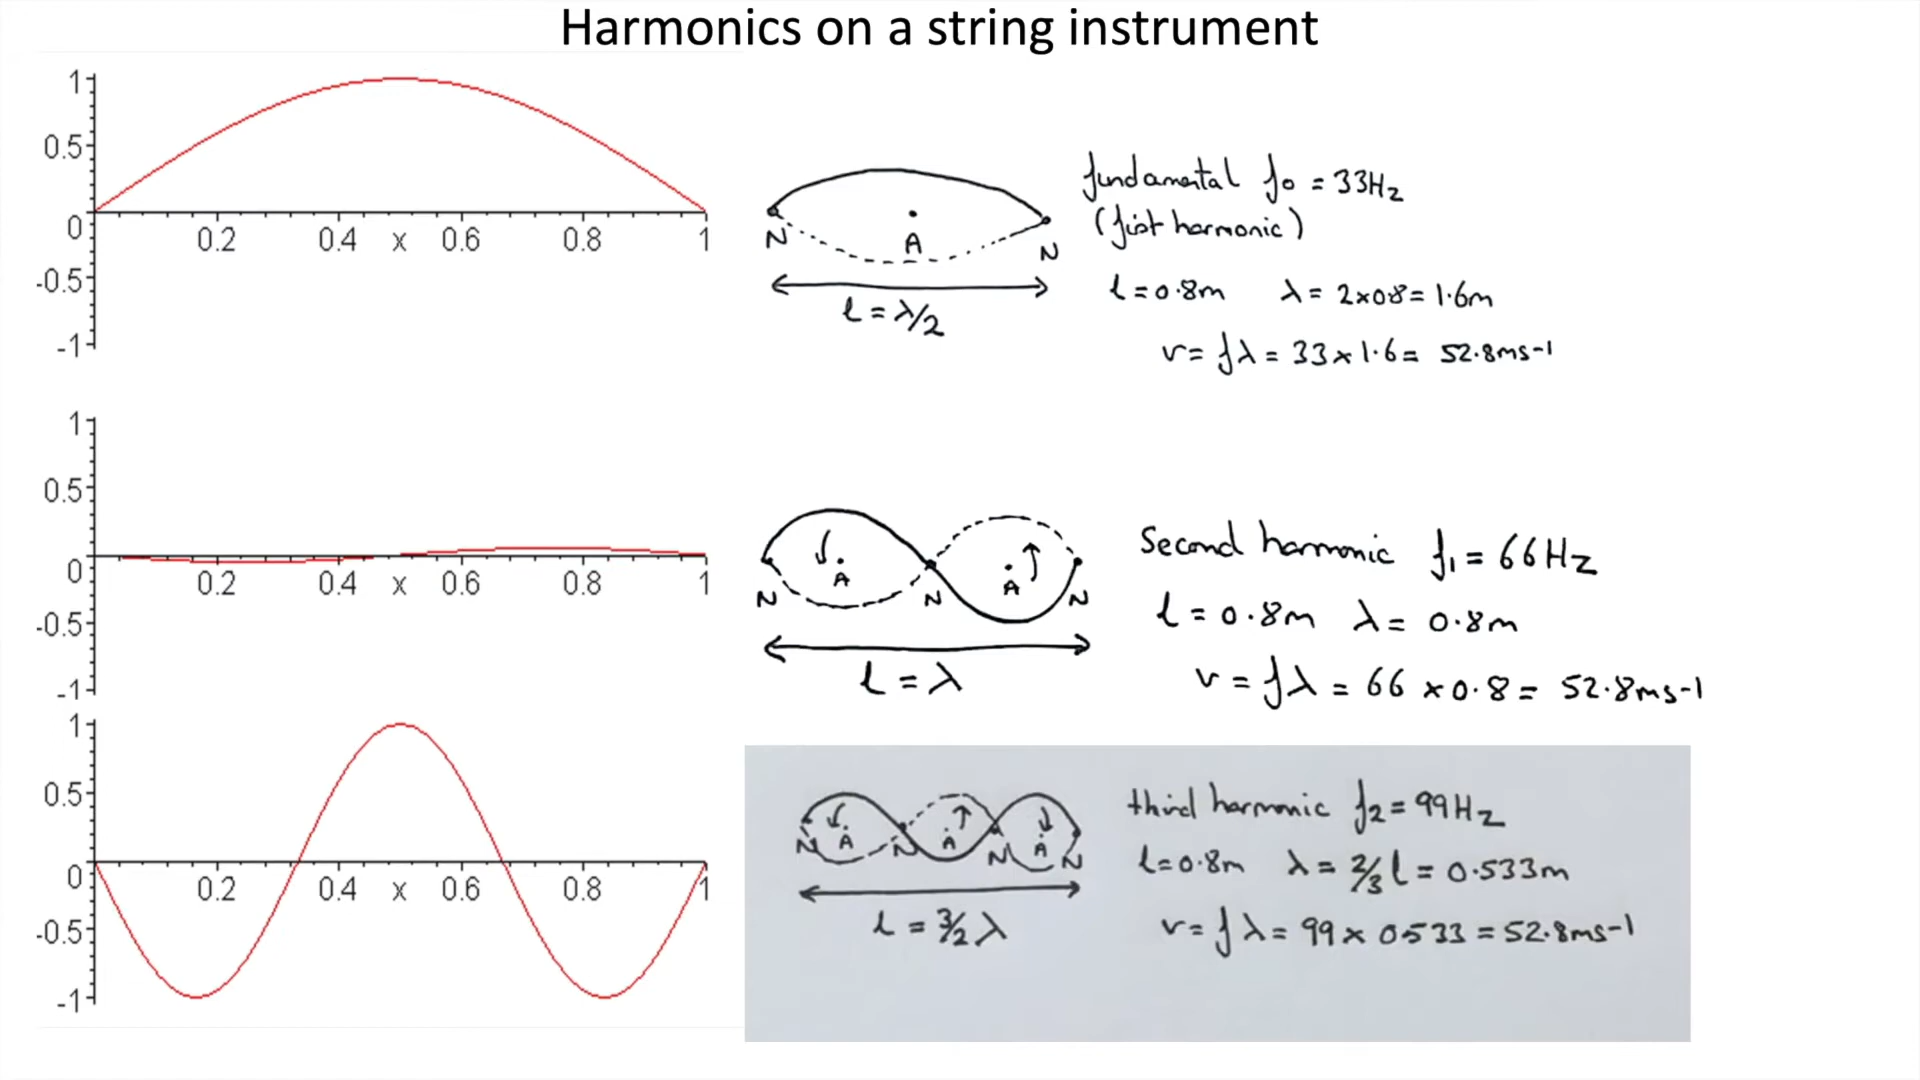 Harmonics on a string instrument
1
0.5
0
0.2 0.4 x 0.6 0.8 1
-0.5
-1
N A N
l = λ/2
fundamental f0 = 33Hz
(first harmonic)
l = 0.8m λ = 2x0.8 = 1.6m
v = fλ = 33 x 1.6 = 52.8ms-1
1
0.5
0
0.2 0.4 x 0.6 0.8 1
-0.5
-1
A A
N N N
l = λ
Second harmonic f1 = 66Hz
l = 0.8m λ = 0.8m
v = fλ = 66 x 0.8 = 52.8ms-1
1
0.5
0
0.2 0.4 x 0.6 0.8 1
-0.5
-1
N A N A N A N
l = 3/2 λ
third harmonic f2 = 99Hz
l = 0.8m λ = 2/3 l = 0.533m
v = fλ = 99 x 0.533 = 52.8ms-1